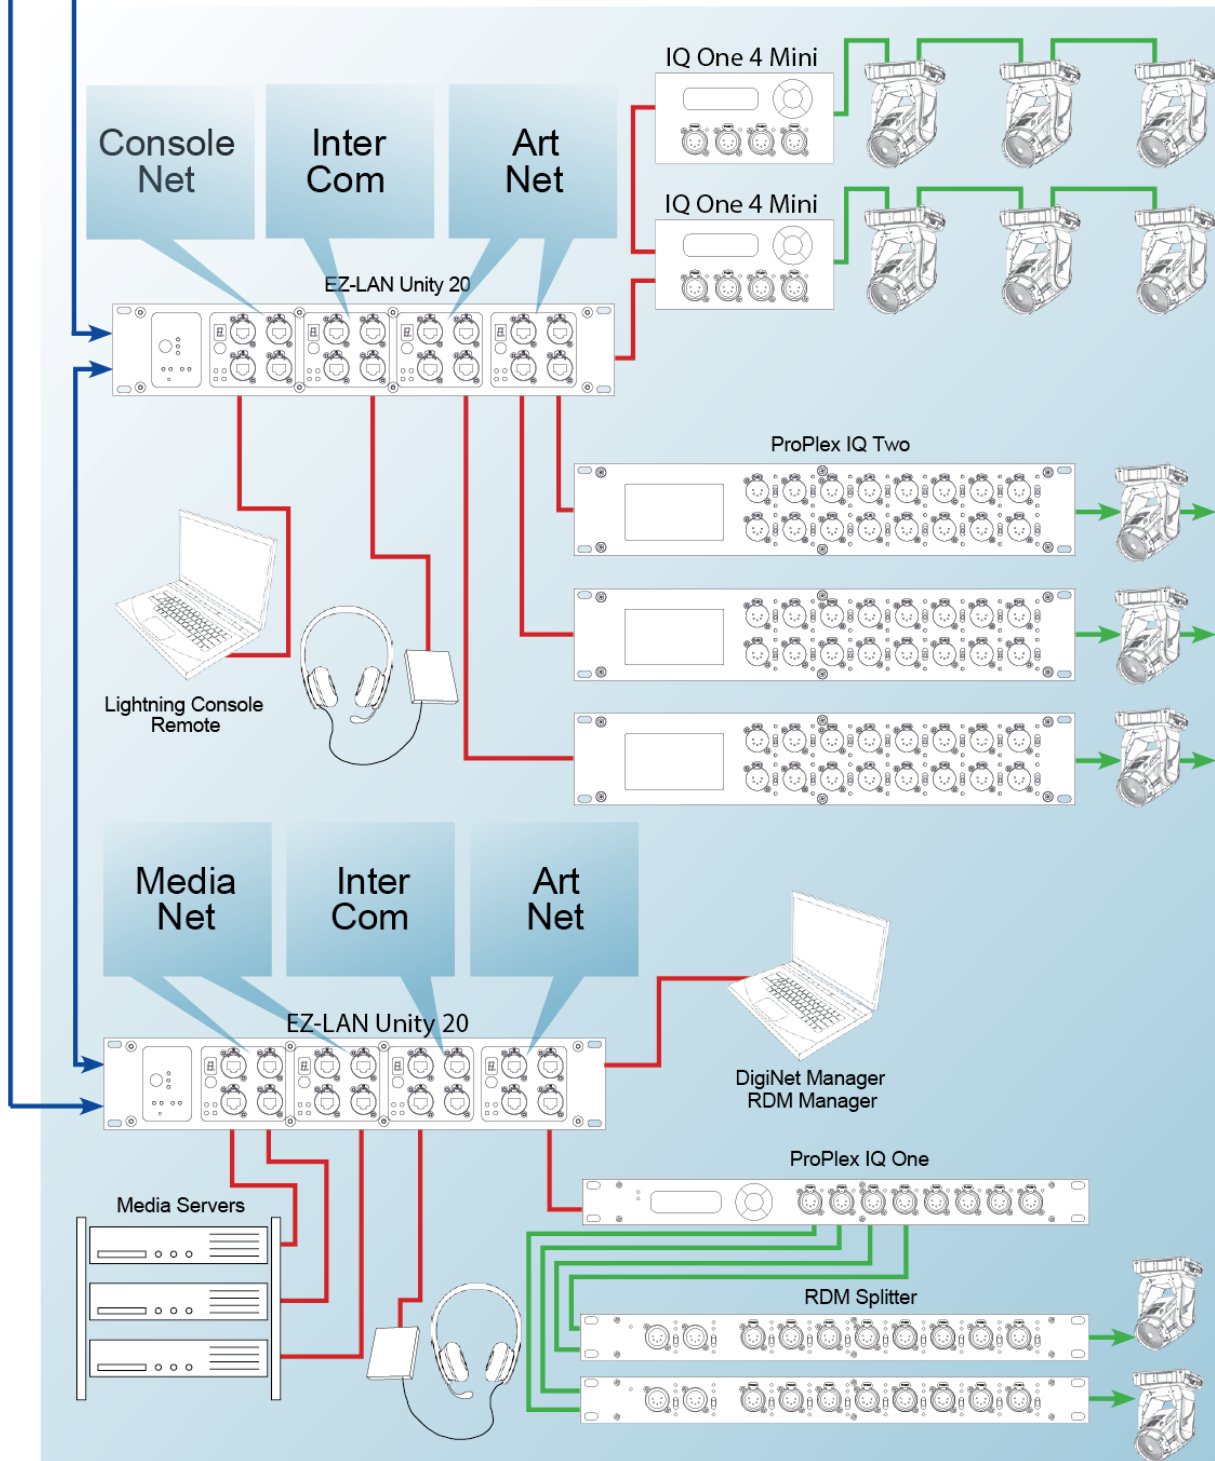 IQ One 4 Mini
Console
Net
Inter
Com
Art
Net
IQ One 4 Mini
EZ-LAN Unity 20
ProPlex IQ Two
Lightning Console
Remote
Media
Net
Inter
Com
Art
Net
EZ-LAN Unity 20
DigiNet Manager
RDM Manager
ProPlex IQ One
Media Servers
RDM Splitter